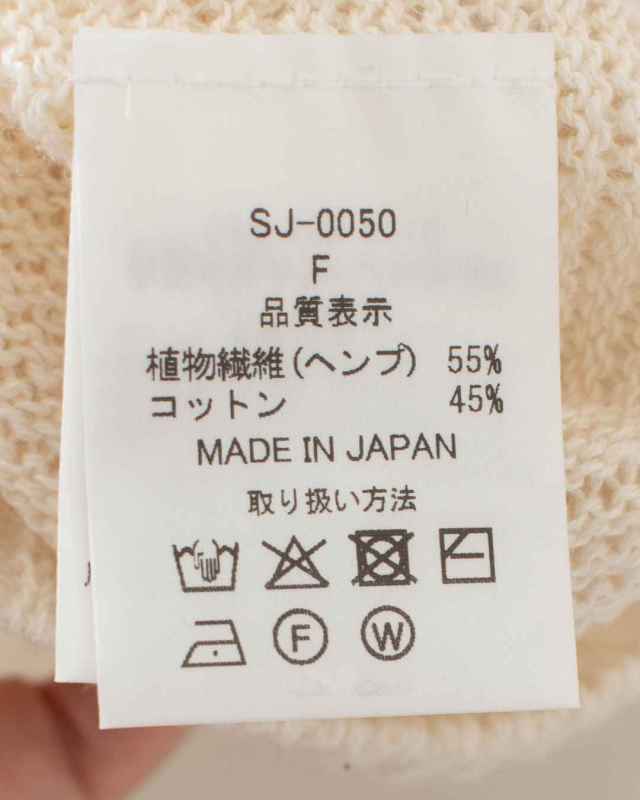 SJ-0050
F
品質表示
植物繊維(ヘンプ) 55%
コットン 45%
MADE IN JAPAN
取り扱い方法
F W